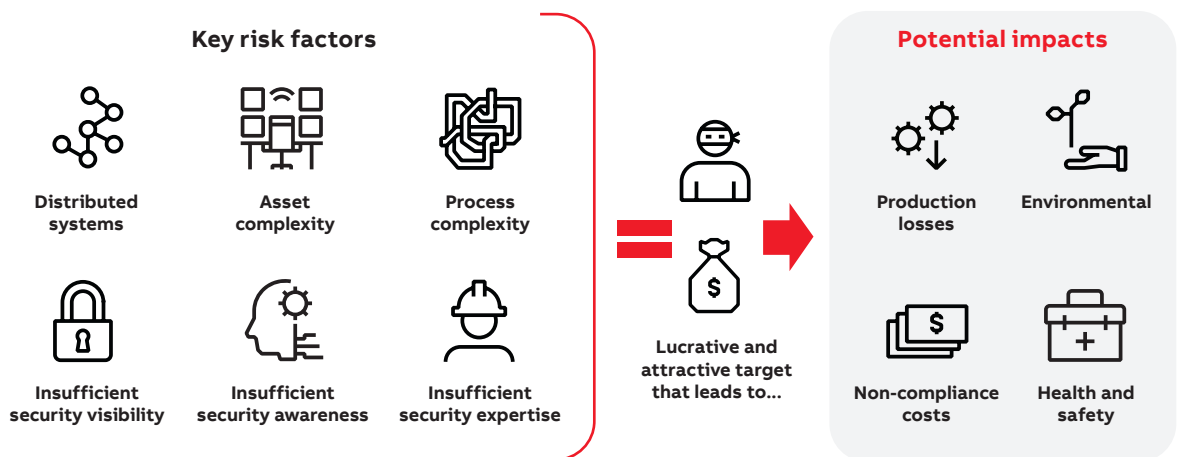 Key risk factors
Distributed
systems
Asset
complexity
Process
complexity
Insufficient
security visibility
Insufficient
security awareness
Insufficient
security expertise
$
Lucrative and
attractive target
that leads to...
Potential impacts
Production
losses
Environmental
$
Non-compliance
costs
Health and
safety